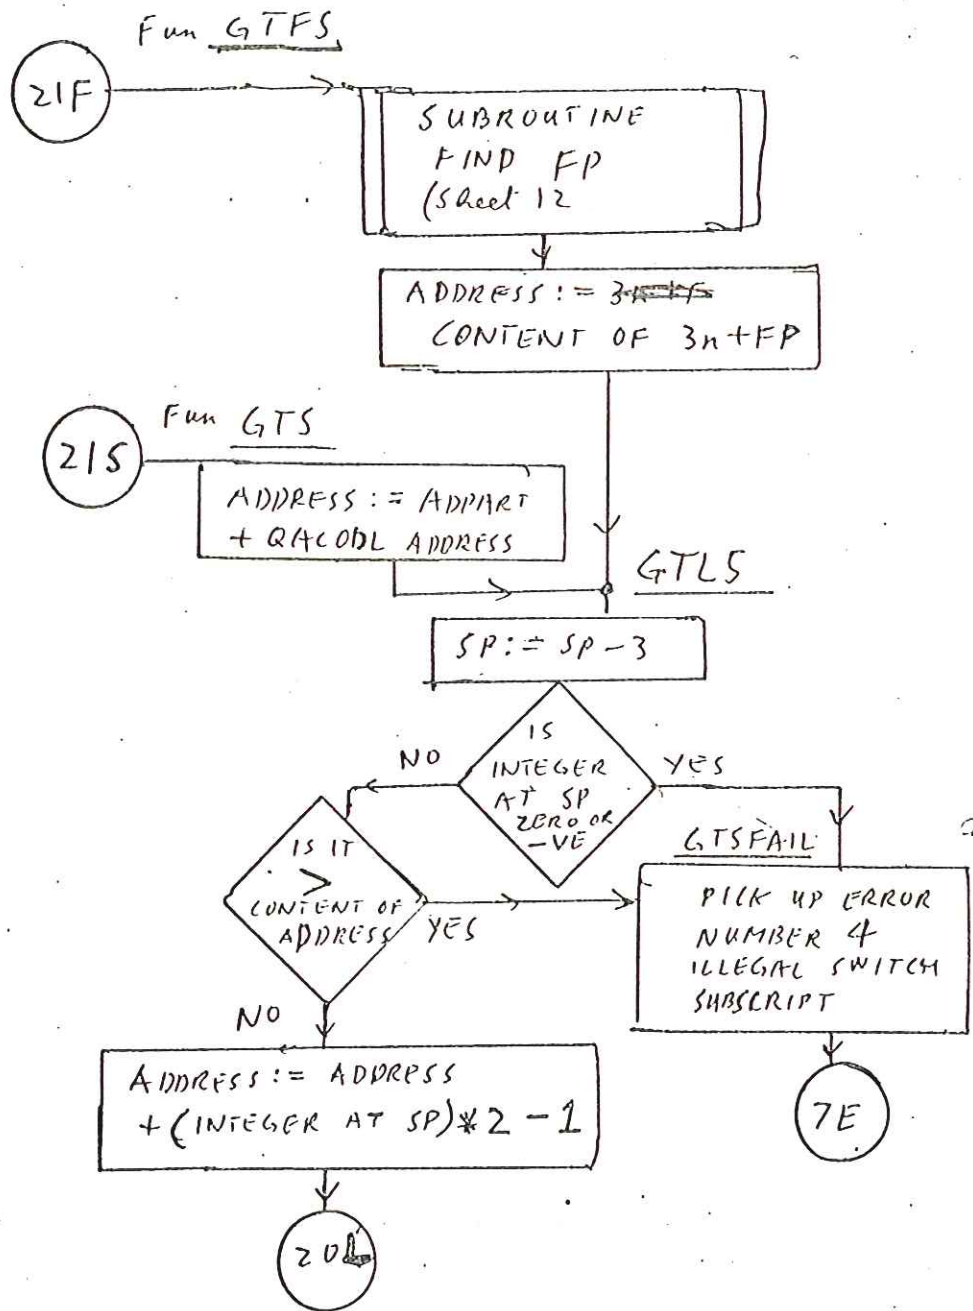 Fun GTFS
21F
SUBROUTINE
FIND FP
(Sheet 12
ADDRESS := 3
CONTENT OF 3n+FP
Fun GTS
21S
ADDRESS := ADPART
+ QACODL ADDRESS
GTLS
SP := SP - 3
IS
INTEGER
AT SP
ZERO OR
-VE
NO
YES
IS IT
>
CONTENT OF
ADDRESS
YES
NO
GTSFAIL
PICK UP ERROR
NUMBER 4
ILLEGAL SWITCH
SUBSCRIPT
ADDRESS := ADDRESS
+ (INTEGER AT SP)*2 - 1
7E
20L